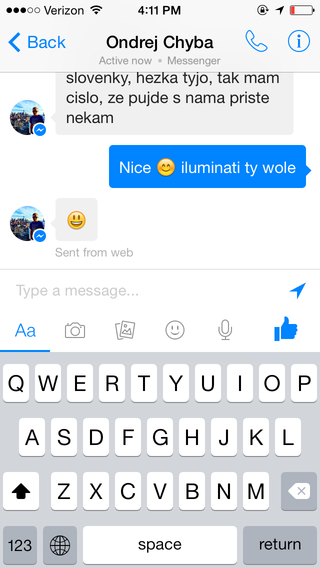 Verizon 4:11 PM
Back Ondrej Chyba
Active now • Messenger
slovenky, hezka tyjo, tak mam
cislo, ze pujde s nama priste
nekam
Nice 😊 iluminati ty wole
😃
Sent from web
Type a message...
Aa
Q W E R T Y U I O P
A S D F G H J K L
Z X C V B N M
123 space return